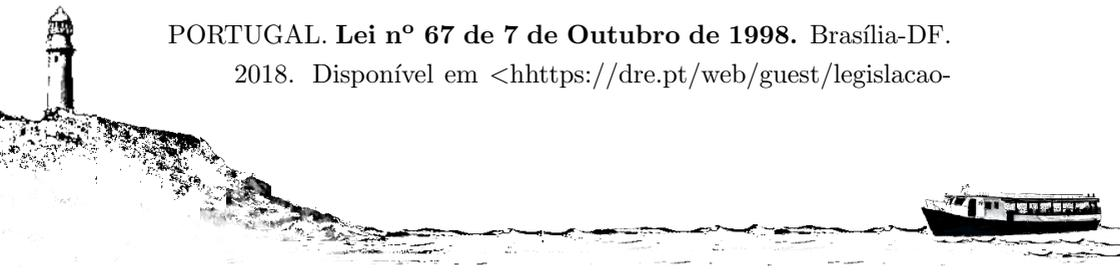 PORTUGAL. Lei nº 67 de 7 de Outubro de 1998. Brasília-DF.
2018. Disponível em <hhttps://dre.pt/web/guest/legislacao-